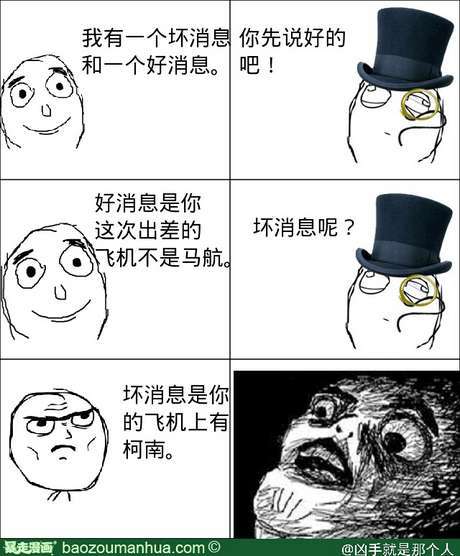 我有一个坏消息
和一个好消息。
你先说好的
吧！
好消息是你
这次出差的
飞机不是马航。
坏消息呢？
坏消息是你
的飞机上有
柯南。
暴走漫画 baozoumanhua.com ©
@凶手就是那个人